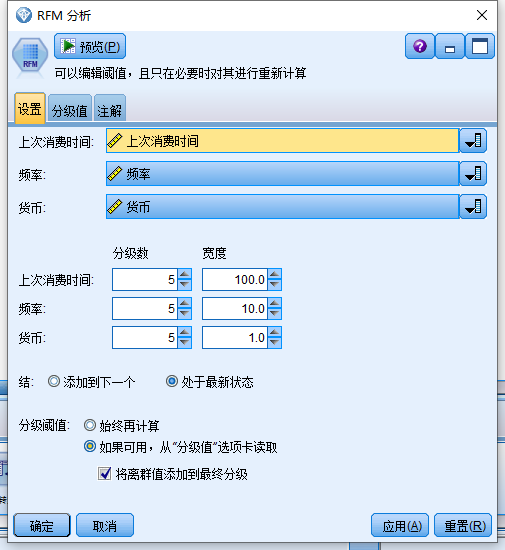 RFM 分析
预览(P)
RFM
可以编辑阈值，且只在必要时对其进行重新计算
设置 分级值 注解
上次消费时间: 上次消费时间
频率: 频率
货币: 货币
分级数 宽度
上次消费时间: 5 100.0
频率: 5 10.0
货币: 5 1.0
结: 添加到下一个 处于最新状态
分级阈值: 始终再计算
如果可用，从“分级值”选项卡读取
将离群值添加到最终分级
确定 取消 应用(A) 重置(R)